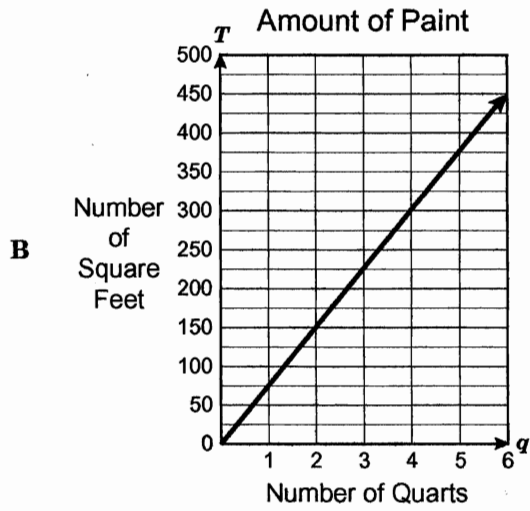 Amount of Paint
T
500
450
400
350
300
250
200
150
100
50
0
B
Number
of
Square
Feet
1 2 3 4 5 6
q
Number of Quarts